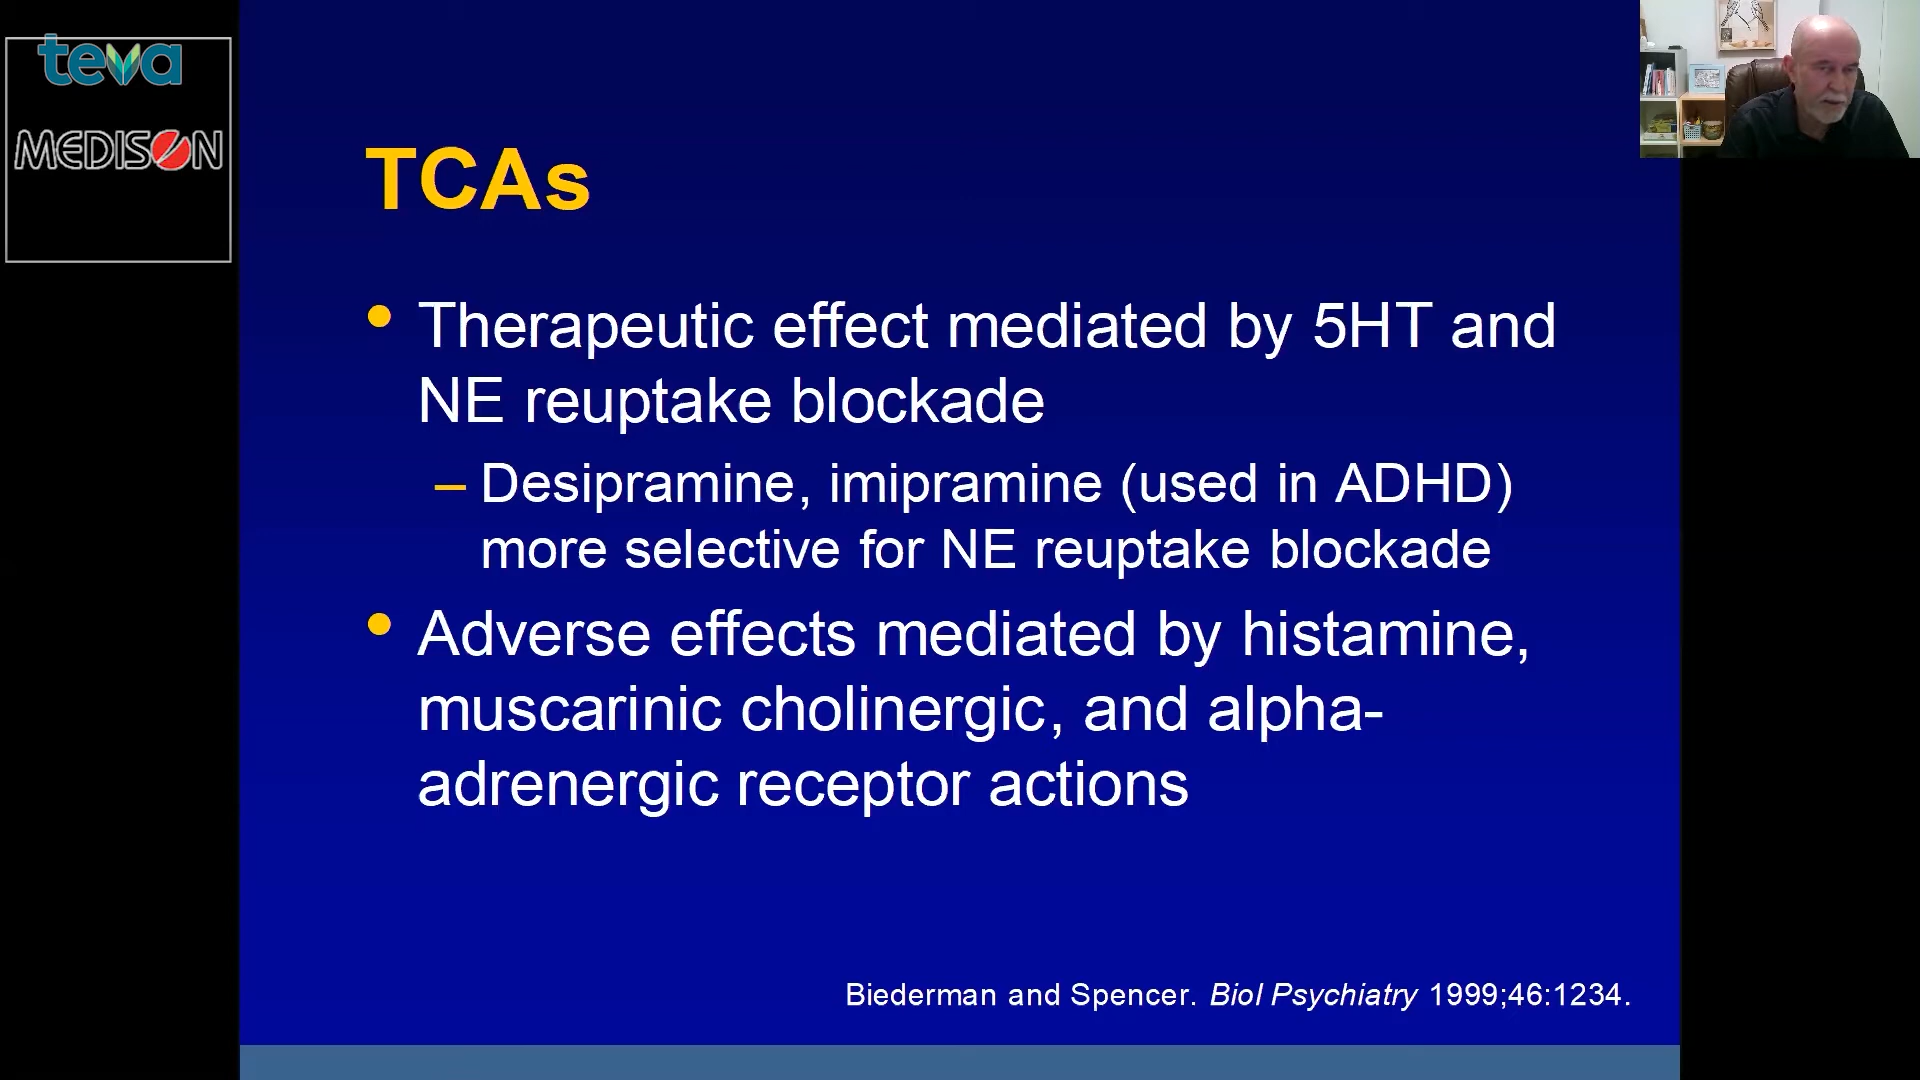 teva
MEDISON
TCAs
• Therapeutic effect mediated by 5HT and
NE reuptake blockade
– Desipramine, imipramine (used in ADHD)
more selective for NE reuptake blockade
• Adverse effects mediated by histamine,
muscarinic cholinergic, and alpha-
adrenergic receptor actions
Biederman and Spencer. Biol Psychiatry 1999;46:1234.